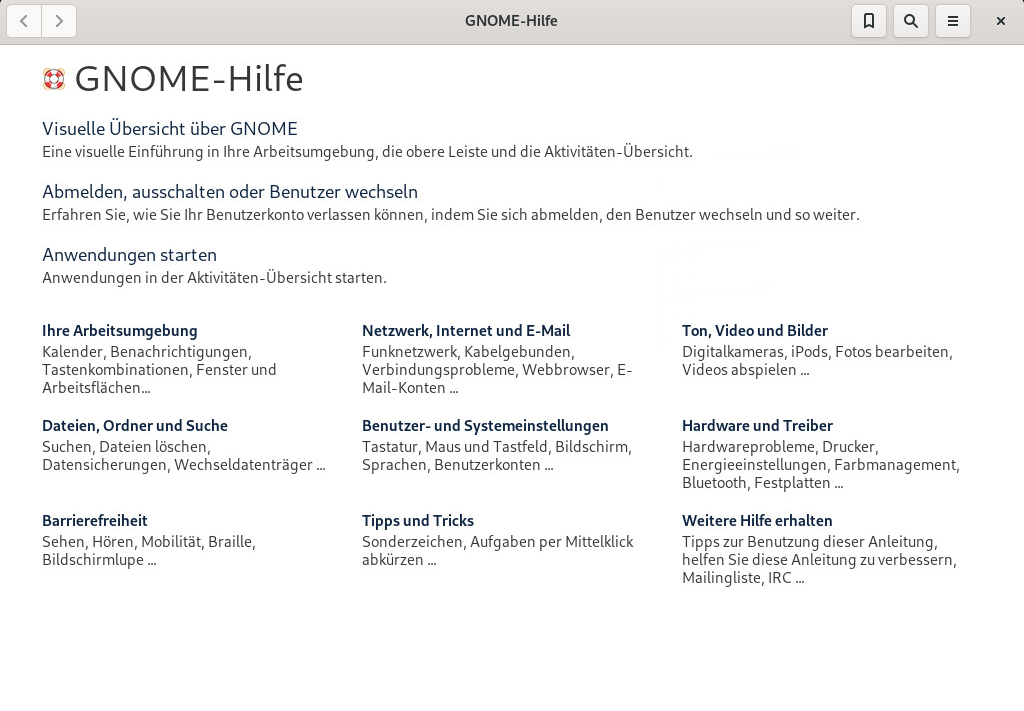 GNOME-Hilfe
GNOME-Hilfe
Visuelle Übersicht über GNOME
Eine visuelle Einführung in Ihre Arbeitsumgebung, die obere Leiste und die Aktivitäten-Übersicht.
Abmelden, ausschalten oder Benutzer wechseln
Erfahren Sie, wie Sie Ihr Benutzerkonto verlassen können, indem Sie sich abmelden, den Benutzer wechseln und so weiter.
Anwendungen starten
Anwendungen in der Aktivitäten-Übersicht starten.
Ihre Arbeitsumgebung
Kalender, Benachrichtigungen,
Tastenkombinationen, Fenster und
Arbeitsflächen…
Netzwerk, Internet und E-Mail
Funknetzwerk, Kabelgebunden,
Verbindungsprobleme, Webbrowser, E-
Mail-Konten …
Ton, Video und Bilder
Digitalkameras, iPods, Fotos bearbeiten,
Videos abspielen …
Dateien, Ordner und Suche
Suchen, Dateien löschen,
Datensicherungen, Wechseldatenträger …
Benutzer- und Systemeinstellungen
Tastatur, Maus und Tastfeld, Bildschirm,
Sprachen, Benutzerkonten …
Hardware und Treiber
Hardwareprobleme, Drucker,
Energieeinstellungen, Farbmanagement,
Bluetooth, Festplatten …
Barrierefreiheit
Sehen, Hören, Mobilität, Braille,
Bildschirmlupe …
Tipps und Tricks
Sonderzeichen, Aufgaben per Mittelklick
abkürzen …
Weitere Hilfe erhalten
Tipps zur Benutzung dieser Anleitung,
helfen Sie diese Anleitung zu verbessern,
Mailingliste, IRC …